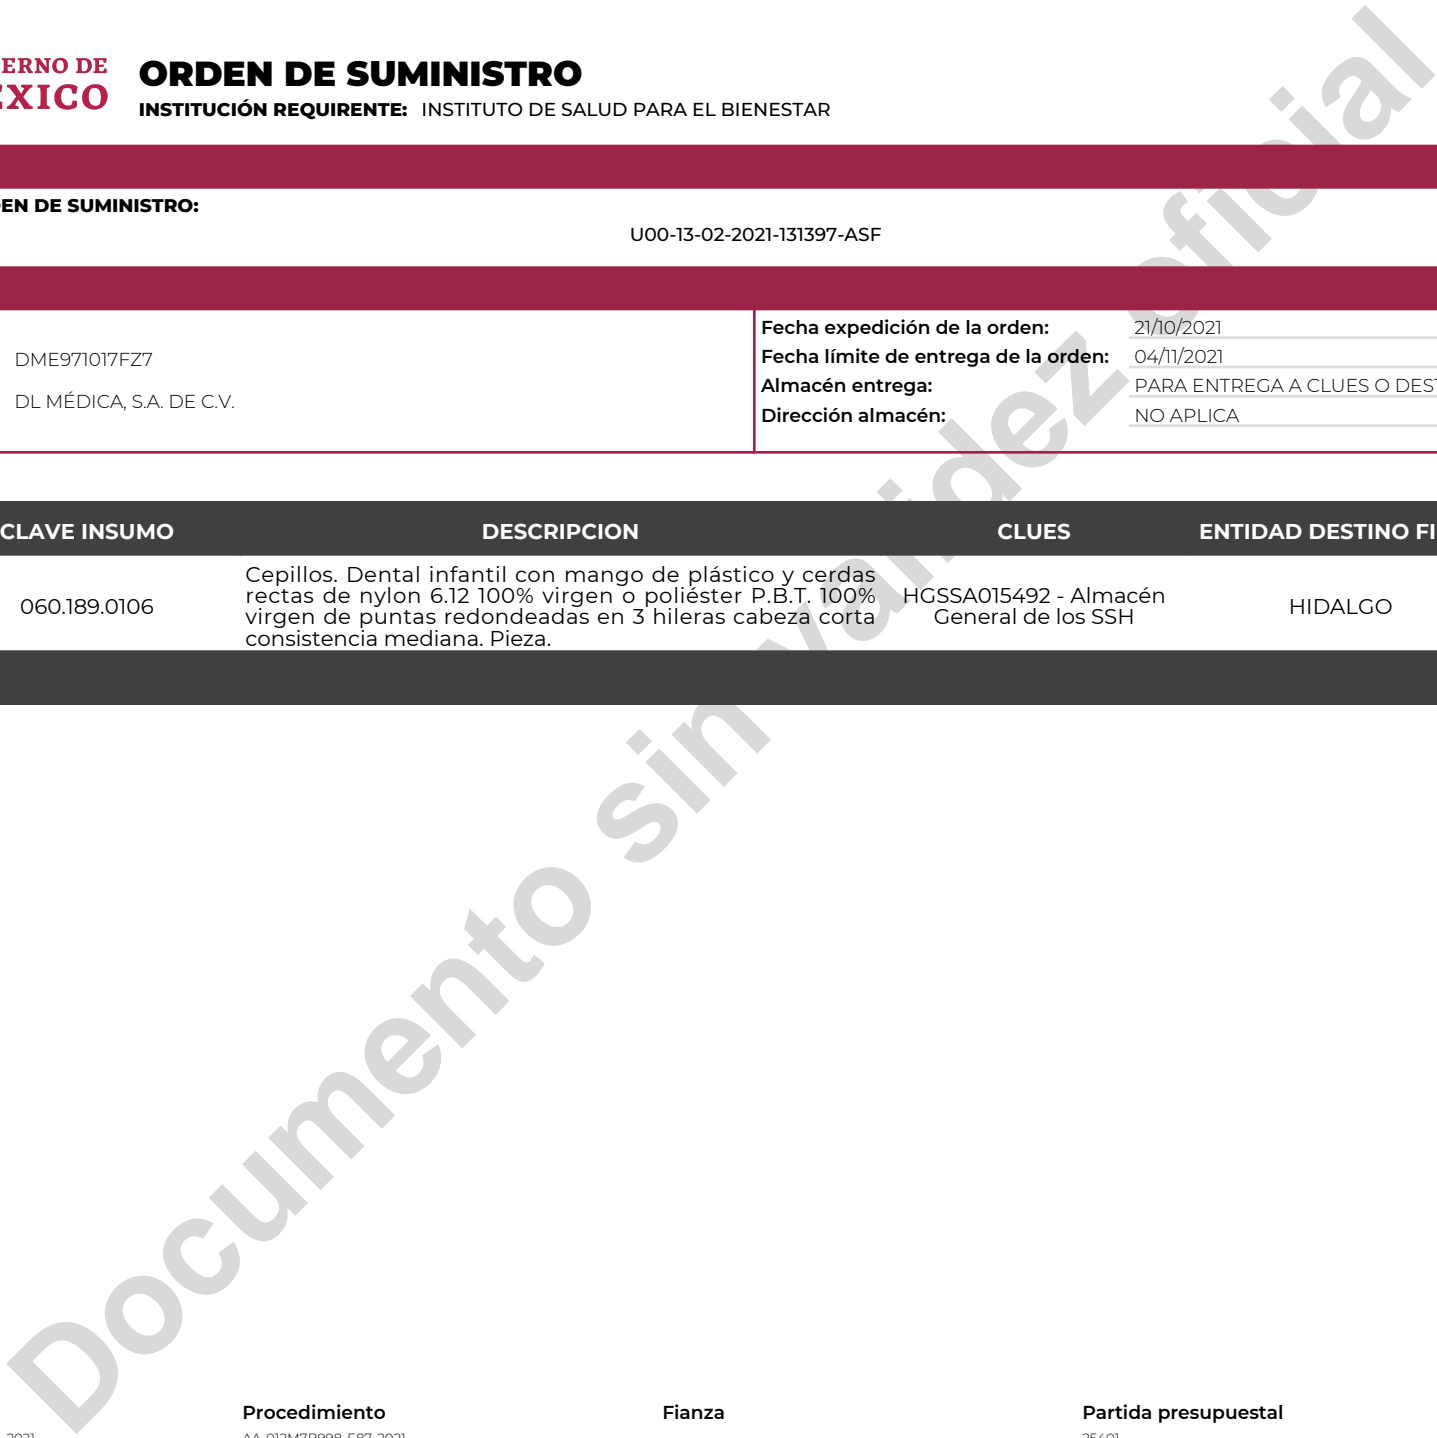 ERNO DE
EXICO
ORDEN DE SUMINISTRO
INSTITUCIÓN REQUIRENTE: INSTITUTO DE SALUD PARA EL BIENESTAR
EN DE SUMINISTRO:
U00-13-02-2021-131397-ASF
DME971017FZ7
DL MÉDICA, S.A. DE C.V.
Fecha expedición de la orden: 21/10/2021
Fecha límite de entrega de la orden: 04/11/2021
Almacén entrega: PARA ENTREGA A CLUES O DEST
Dirección almacén: NO APLICA
CLAVE INSUMO DESCRIPCION CLUES ENTIDAD DESTINO FI
060.189.0106
Cepillos. Dental infantil con mango de plástico y cerdas
rectas de nylon 6.12 100% virgen o poliéster P.B.T. 100%
virgen de puntas redondeadas en 3 hileras cabeza corta
consistencia mediana. Pieza.
HGSSA015492 - Almacén
General de los SSH
HIDALGO
Documento sin validez oficial
Procedimiento Fianza Partida presupuestal